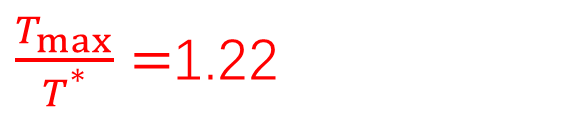 T_max / T^* = 1.22